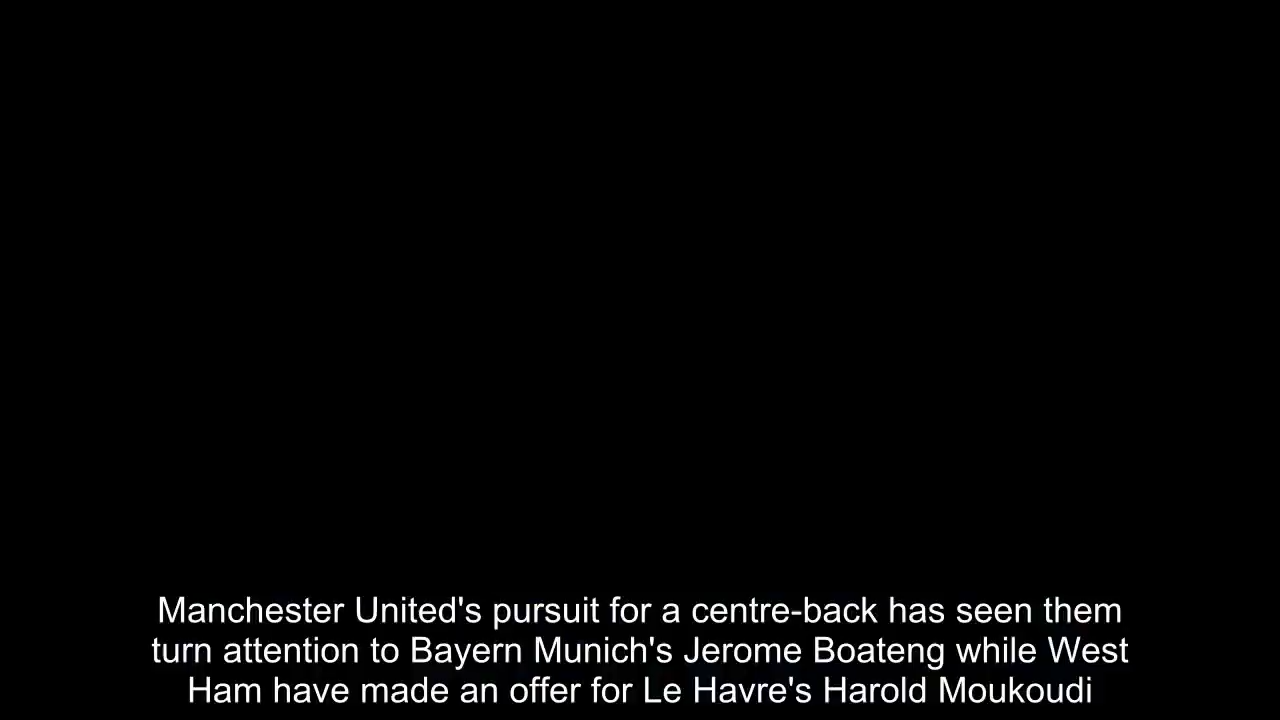 Manchester United's pursuit for a centre-back has seen them
turn attention to Bayern Munich's Jerome Boateng while West
Ham have made an offer for Le Havre's Harold Moukoudi